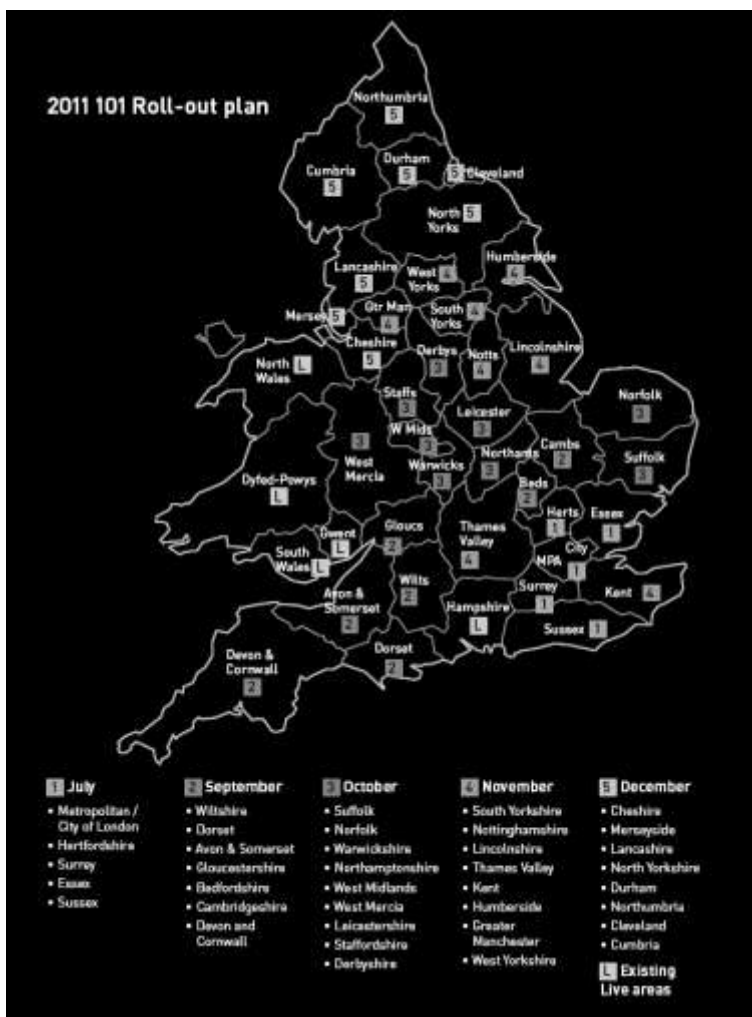 2011 101 Roll-out plan
Northumbria
5
Cumbria
5
Durham
5
5 Cleveland
North Yorks
5
Lancashire
5
West Yorks
4
Humberside
4
Mersey 5
Gtr Man
4
South Yorks
4
Cheshire
5
Derbys
3
Notts
4
Lincolnshire
4
North Wales
L
Staffs
3
Leicester
3
Norfolk
3
W Mids
3
West Mercia
3
Warwicks
3
Northants
3
Cambs
2
Suffolk
3
Dyfed-Powys
L
Beds
2
Gwent
L
Gloucs
2
Thames Valley
4
Herts
1
Essex
1
South Wales
L
City
MPA
1
Avon & Somerset
2
Wilts
2
Hampshire
L
Surrey
1
Kent
4
Sussex 1
Devon & Cornwall
2
Dorset
2
1 July
• Metropolitan /
City of London
• Hertfordshire
• Surrey
• Essex
• Sussex
2 September
• Wiltshire
• Dorset
• Avon & Somerset
• Gloucestershire
• Bedfordshire
• Cambridgeshire
• Devon and
Cornwall
3 October
• Suffolk
• Norfolk
• Warwickshire
• Northamptonshire
• West Midlands
• West Mercia
• Leicestershire
• Staffordshire
• Derbyshire
4 November
• South Yorkshire
• Nottinghamshire
• Lincolnshire
• Thames Valley
• Kent
• Humberside
• Greater
Manchester
• West Yorkshire
5 December
• Cheshire
• Merseyside
• Lancashire
• North Yorkshire
• Durham
• Northumbria
• Cleveland
• Cumbria
L Existing
Live areas